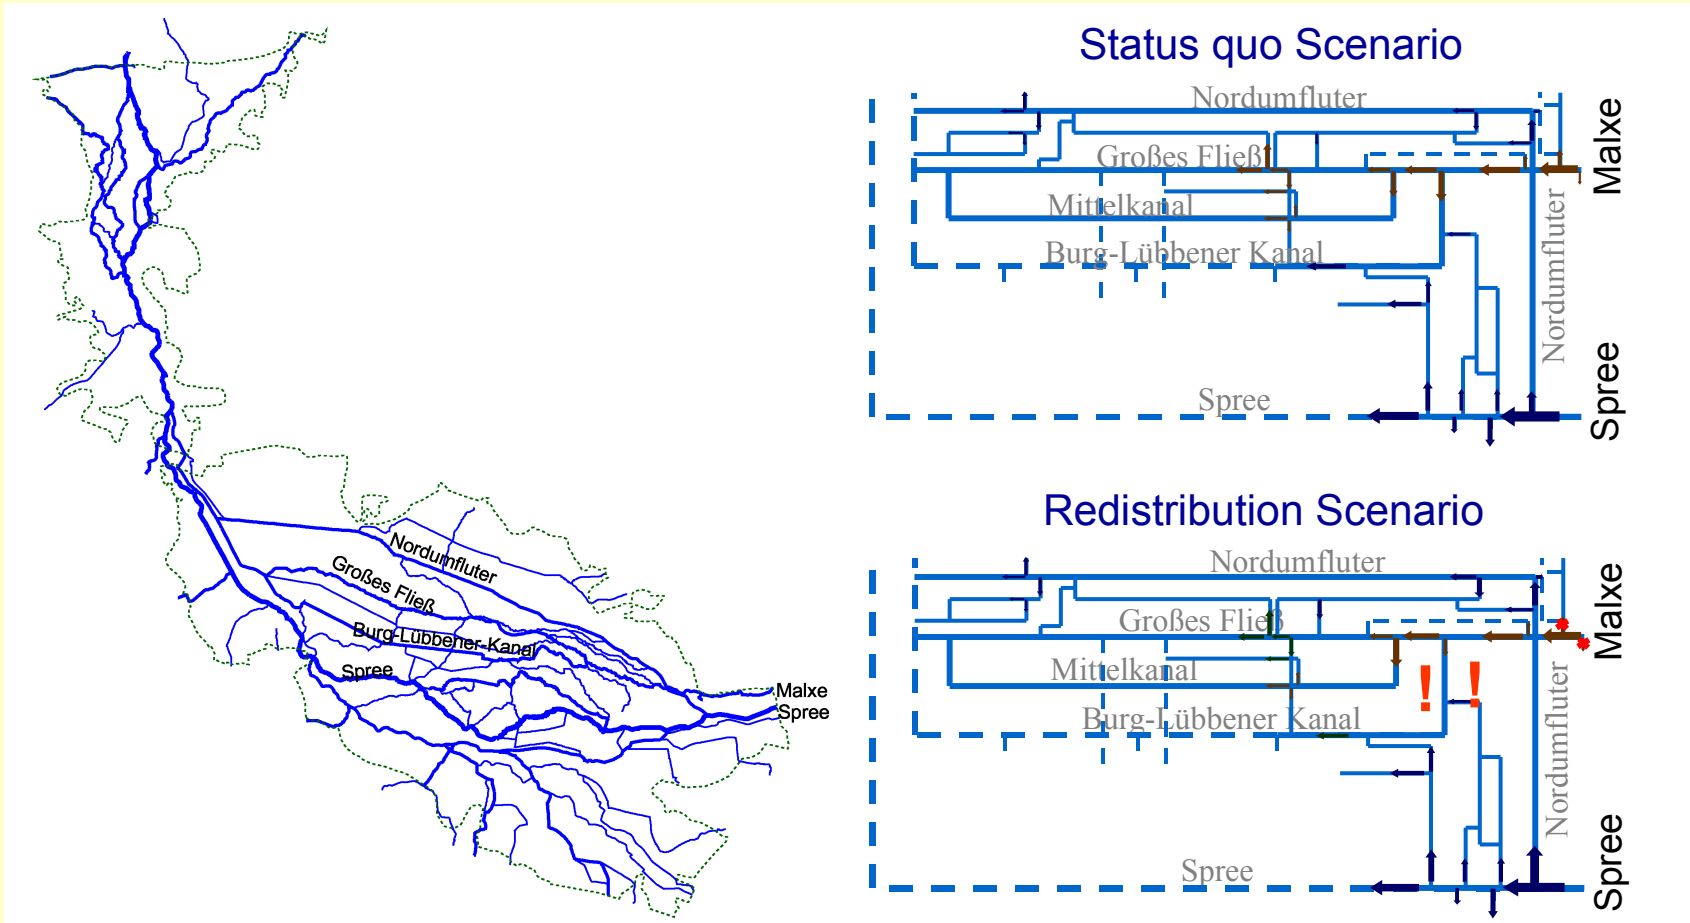 Nordumfluter
Großes Fließ
Burg-Lübbener-Kanal
Spree
Malxe
Spree
Status quo Scenario
Nordumfluter
Großes Fließ
Mittelkanal
Burg-Lübbener Kanal
Spree
Malxe
Nordumfluter
Spree
Redistribution Scenario
Nordumfluter
Großes Fließ
Mittelkanal
! !
Burg-Lübbener Kanal
Spree
Malxe
Nordumfluter
Spree